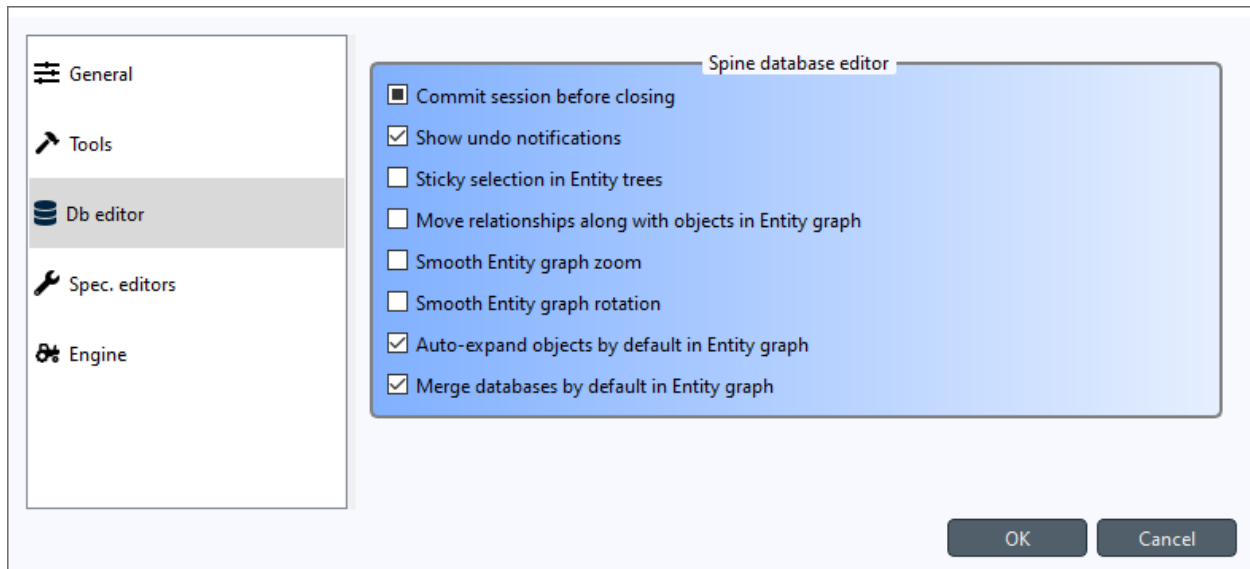 General
Tools
Db editor
Spec. editors
Engine
Spine database editor
Commit session before closing
Show undo notifications
Sticky selection in Entity trees
Move relationships along with objects in Entity graph
Smooth Entity graph zoom
Smooth Entity graph rotation
Auto-expand objects by default in Entity graph
Merge databases by default in Entity graph
OK
Cancel